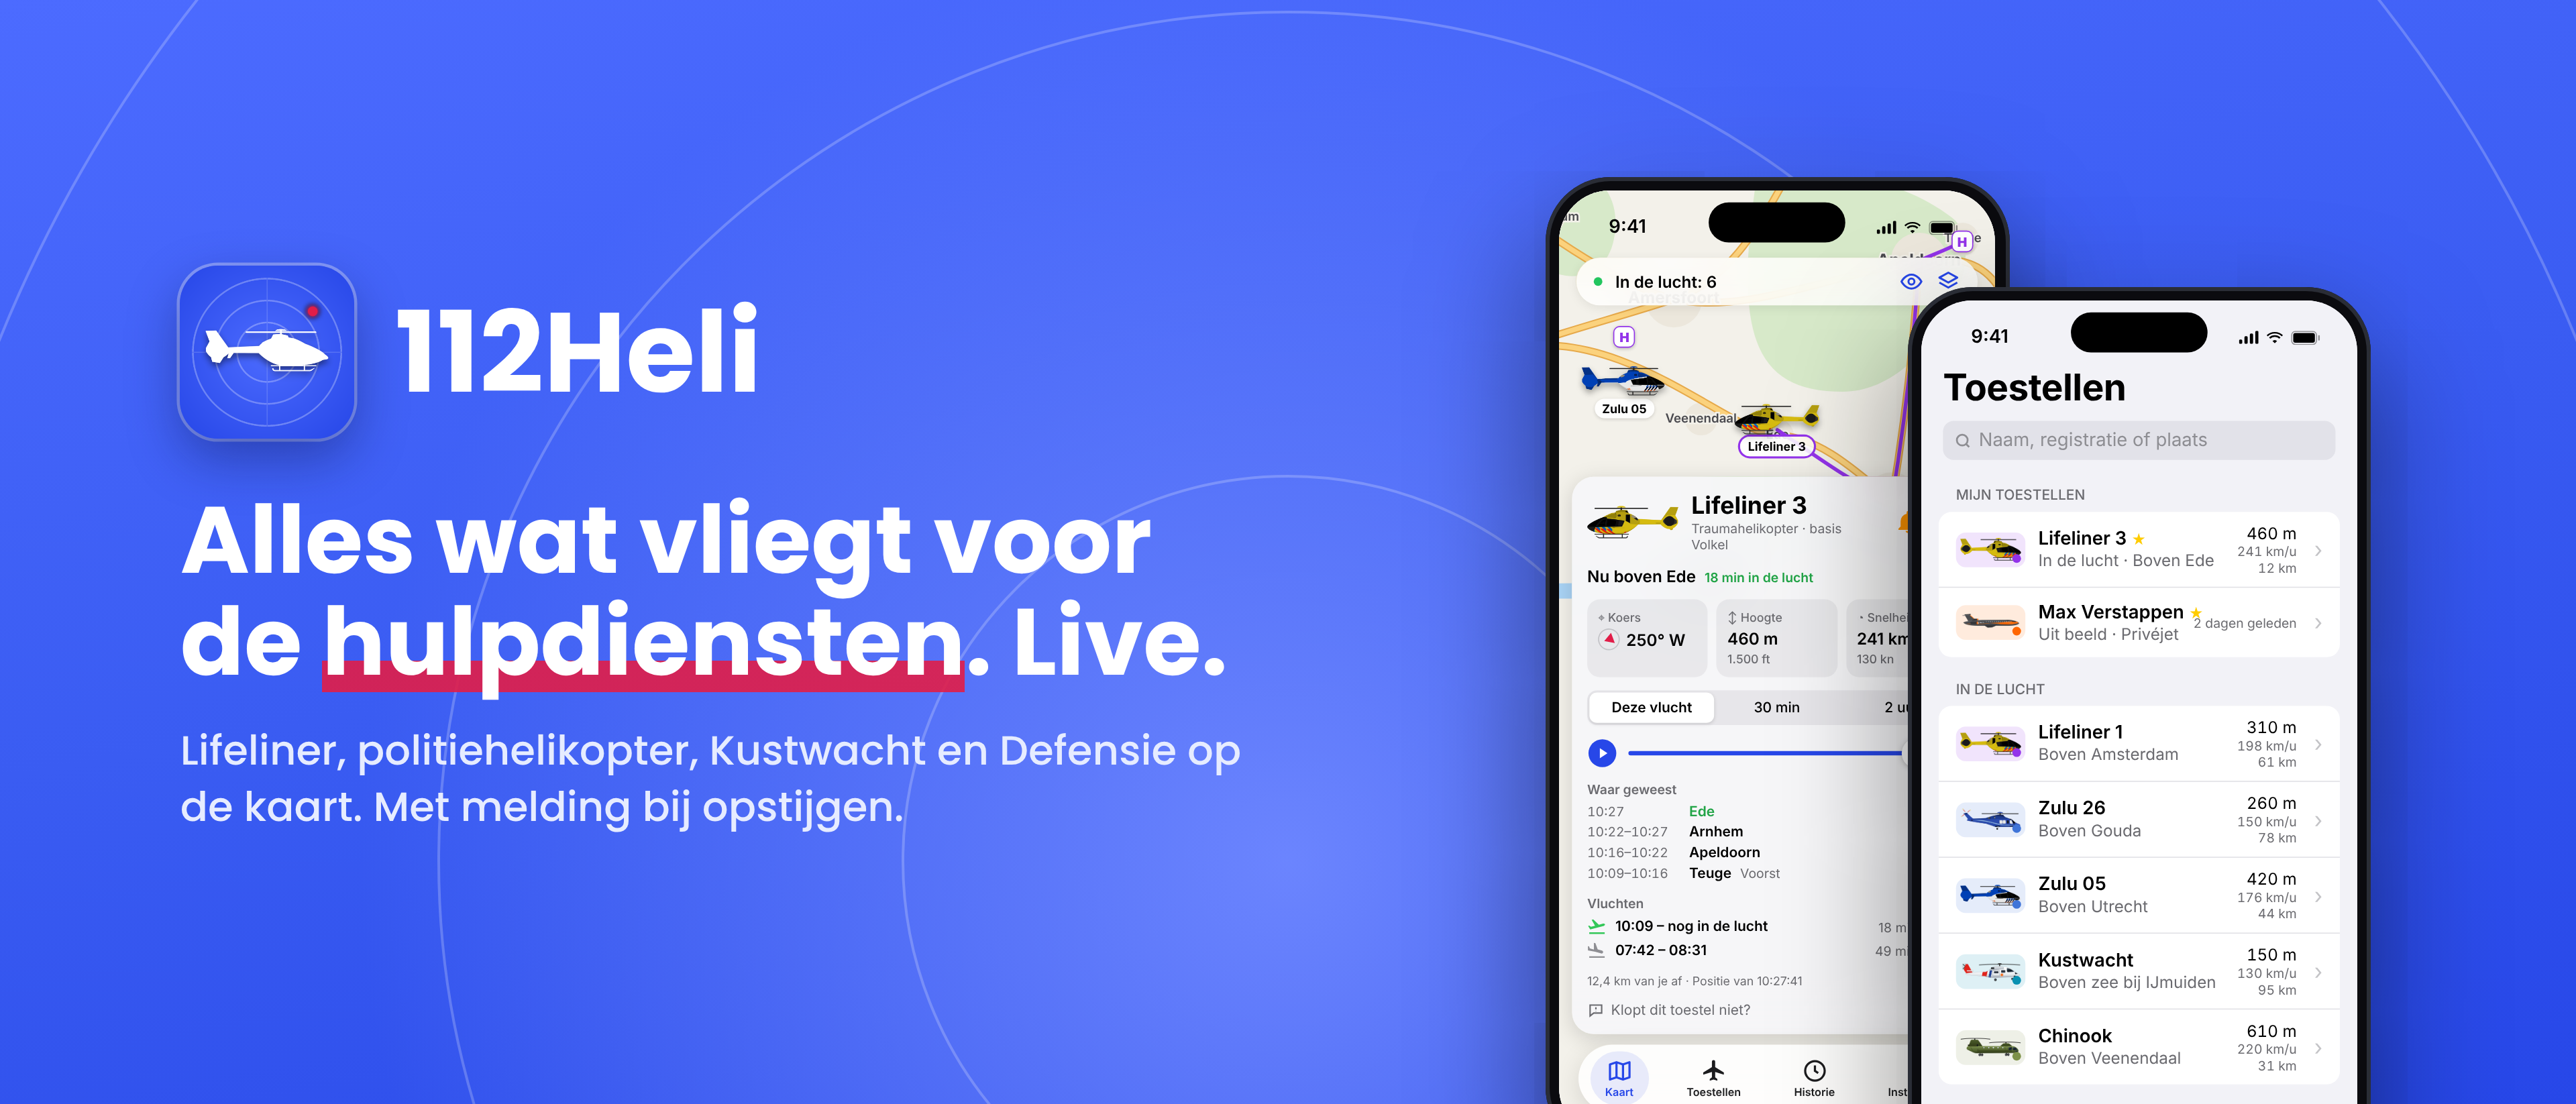 112Heli
Alles wat vliegt voor
de hulpdiensten. Live.
Lifeliner, politiehelikopter, Kustwacht en Defensie op
de kaart. Met melding bij opstijgen.
9:41
H
In de lucht: 6
Amersfoort
H
Zulu 05
Veenendaal
Lifeliner 3
Lifeliner 3
Traumahelikopter · basis
Volkel
Nu boven Ede 18 min in de lucht
Koers
250° W
Hoogte
460 m
1.500 ft
Snelhei
241 km
130 kn
Deze vlucht 30 min 2 u
Waar geweest
10:27 Ede
10:22–10:27 Arnhem
10:16–10:22 Apeldoorn
10:09–10:16 Teuge Voorst
Vluchten
10:09 – nog in de lucht 18 m
07:42 – 08:31 49 mi
12,4 km van je af · Positie van 10:27:41
Klopt dit toestel niet?
Kaart Toestellen Historie Inst
9:41
Toestellen
Naam, registratie of plaats
MIJN TOESTELLEN
Lifeliner 3 ★
In de lucht · Boven Ede
460 m
241 km/u
12 km
Max Verstappen ★
Uit beeld · Privéjet
2 dagen geleden
IN DE LUCHT
Lifeliner 1
Boven Amsterdam
310 m
198 km/u
61 km
Zulu 26
Boven Gouda
260 m
150 km/u
78 km
Zulu 05
Boven Utrecht
420 m
176 km/u
44 km
Kustwacht
Boven zee bij IJmuiden
150 m
130 km/u
95 km
Chinook
Boven Veenendaal
610 m
220 km/u
31 km